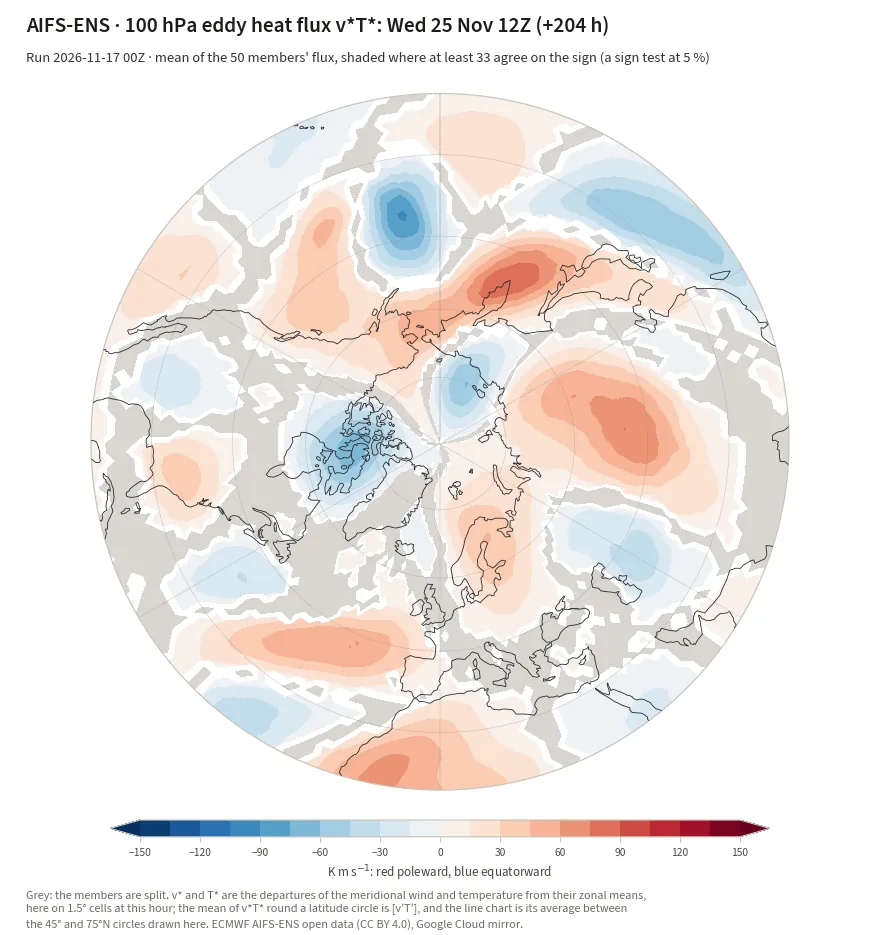 AIFS-ENS · 100 hPa eddy heat flux v*T*: Wed 25 Nov 12Z (+204 h)
Run 2026-11-17 00Z · mean of the 50 members' flux, shaded where at least 33 agree on the sign (a sign test at 5 %)
−150 −120 −90 −60 −30 0 30 60 90 120 150
K m s⁻¹: red poleward, blue equatorward
Grey: the members are split. v* and T* are the departures of the meridional wind and temperature from their zonal means,
here on 1.5° cells at this hour; the mean of v*T* round a latitude circle is [v'T'], and the line chart is its average between
the 45° and 75°N circles drawn here. ECMWF AIFS-ENS open data (CC BY 4.0), Google Cloud mirror.